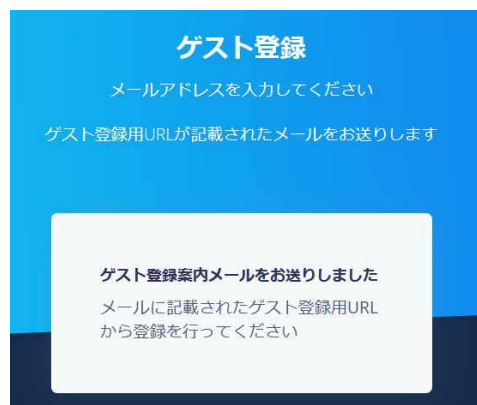 ゲスト登録
メールアドレスを入力してください
ゲスト登録用URLが記載されたメールをお送りします
ゲスト登録案内メールをお送りしました
メールに記載されたゲスト登録用URL
から登録を行ってください